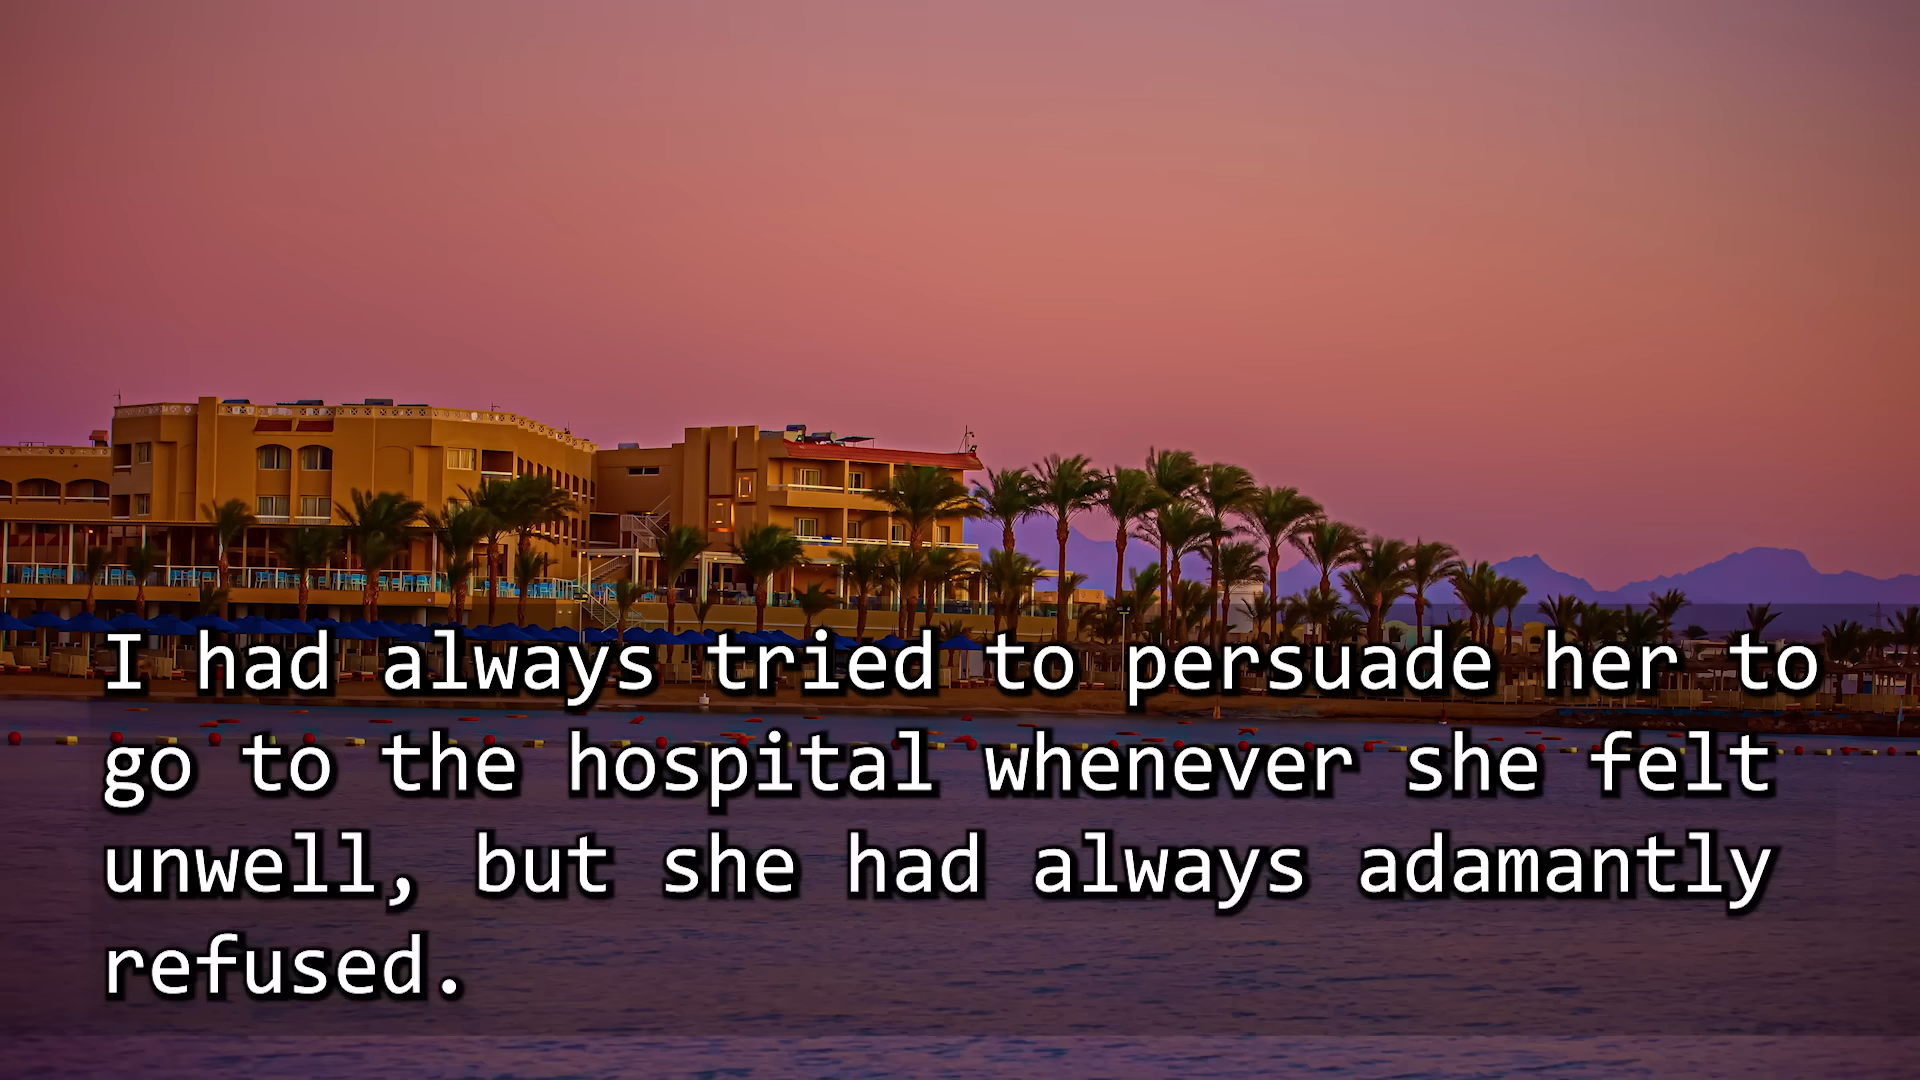 I had always tried to persuade her to
go to the hospital whenever she felt
unwell, but she had always adamantly
refused.